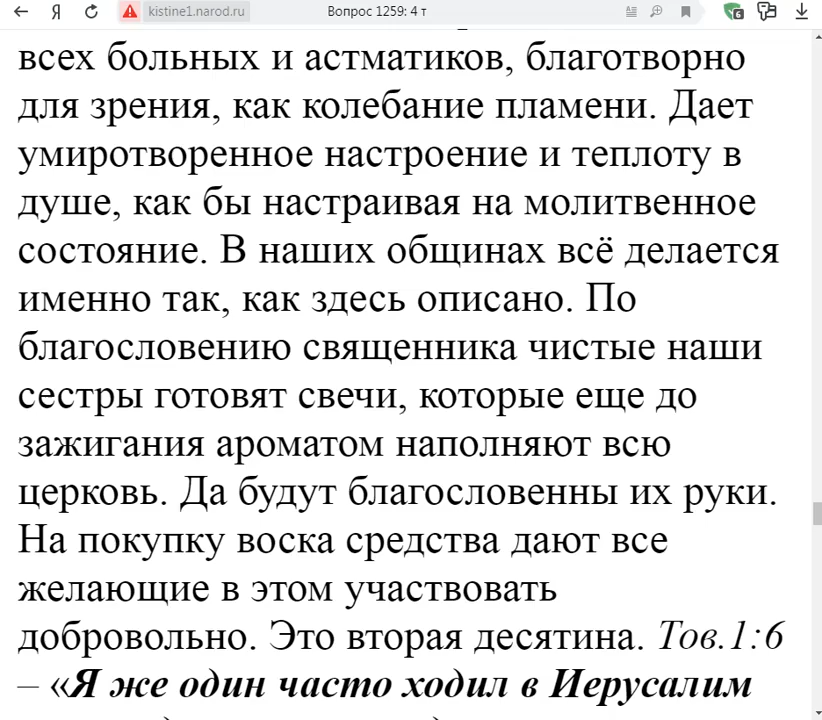 kistine1.narod.ru
Вопрос 1259: 4 т
6
всех больных и астматиков, благотворно
для зрения, как колебание пламени. Дает
умиротворенное настроение и теплоту в
душе, как бы настраивая на молитвенное
состояние. В наших общинах всё делается
именно так, как здесь описано. По
благословению священника чистые наши
сестры готовят свечи, которые еще до
зажигания ароматом наполняют всю
церковь. Да будут благословенны их руки.
На покупку воска средства дают все
желающие в этом участвовать
добровольно. Это вторая десятина. Тов.1:6
– «Я же один часто ходил в Иерусалим